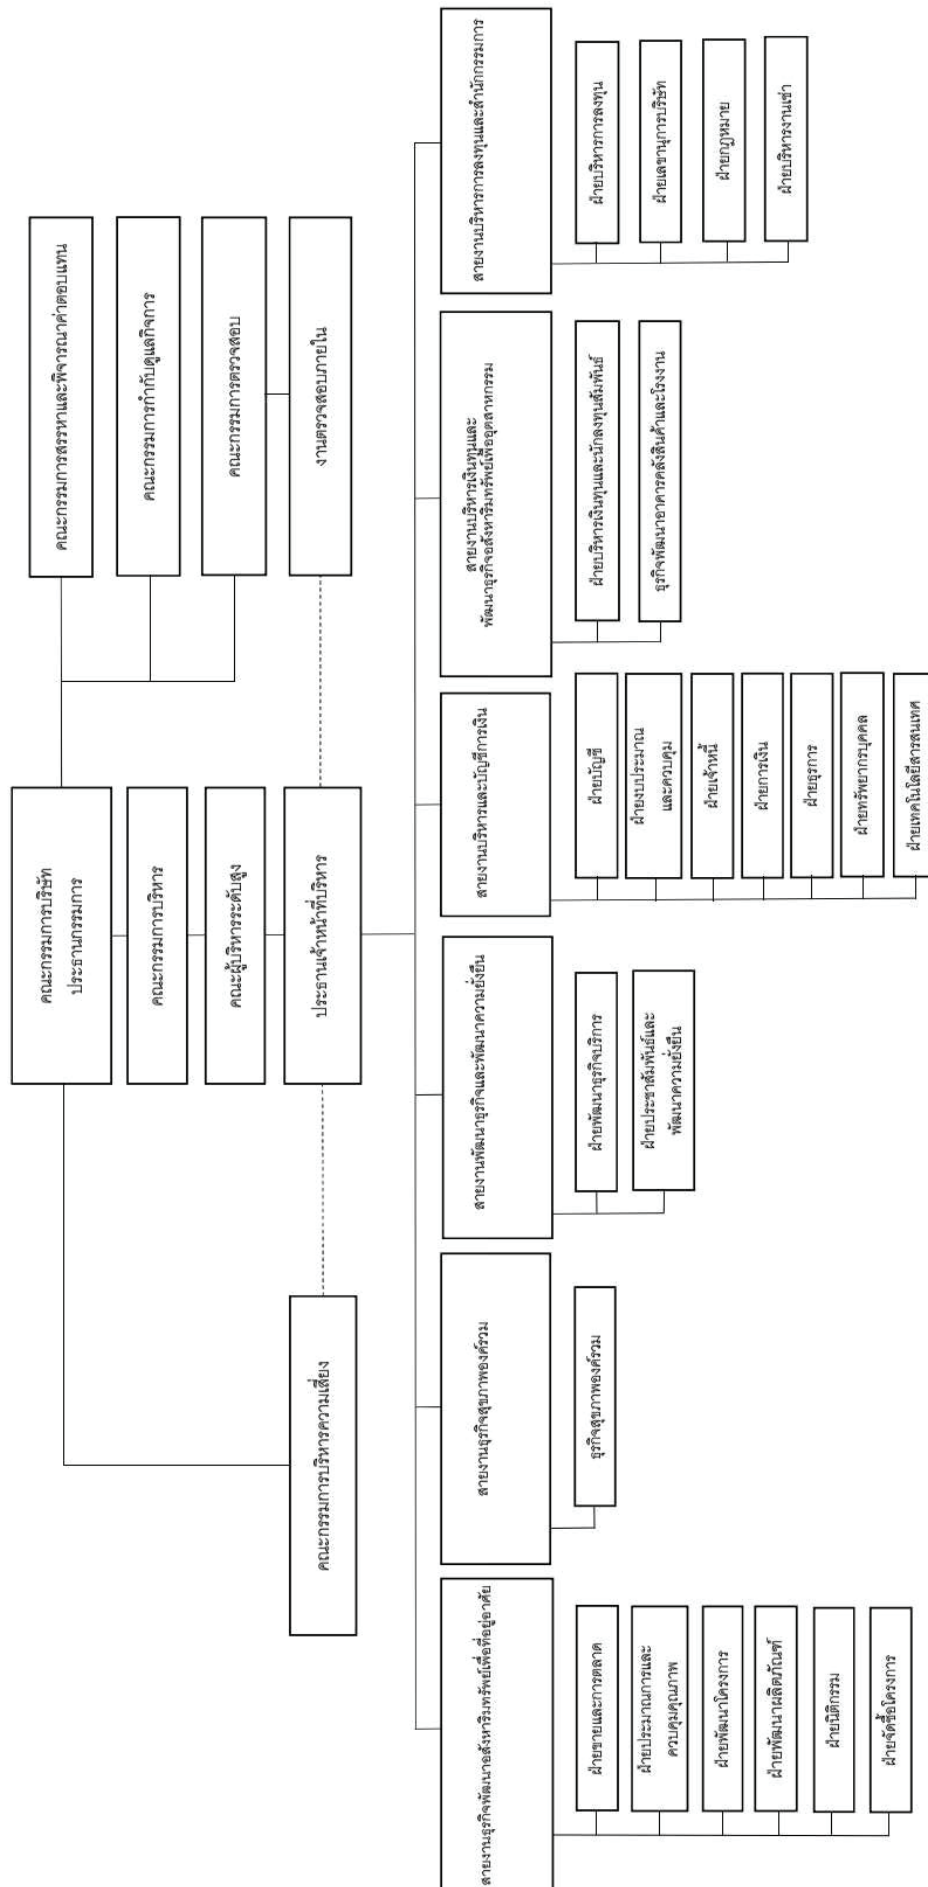 คณะกรรมการบริษัท
ประธานกรรมการ
คณะกรรมการสรรหาและพิจารณาค่าตอบแทน
คณะกรรมการบริหาร
คณะกรรมการกำกับดูแลกิจการ
คณะผู้บริหารระดับสูง
คณะกรรมการตรวจสอบ
คณะกรรมการบริหารความเสี่ยง
ประธานเจ้าหน้าที่บริหาร
งานตรวจสอบภายใน
สายงานธุรกิจพัฒนาอสังหาริมทรัพย์เพื่อที่อยู่อาศัย
ฝ่ายขายและการตลาด
ฝ่ายประมาณการและ
ควบคุมคุณภาพ
ฝ่ายพัฒนาโครงการ
ฝ่ายพัฒนาผลิตภัณฑ์
ฝ่ายนิติกรรม
ฝ่ายจัดซื้อโครงการ
สายงานธุรกิจสุขภาพองค์รวม
ธุรกิจสุขภาพองค์รวม
สายงานพัฒนาธุรกิจและพัฒนาความยั่งยืน
ฝ่ายพัฒนาธุรกิจบริการ
ฝ่ายประชาสัมพันธ์และ
พัฒนาความยั่งยืน
สายงานบริหารและบัญชีการเงิน
ฝ่ายบัญชี
ฝ่ายงบประมาณ
และควบคุม
ฝ่ายเจ้าหนี้
ฝ่ายการเงิน
ฝ่ายธุรการ
ฝ่ายทรัพยากรบุคคล
ฝ่ายเทคโนโลยีสารสนเทศ
สายงานบริหารเงินทุนและ
พัฒนาธุรกิจอสังหาริมทรัพย์เพื่ออุตสาหกรรม
ฝ่ายบริหารเงินทุนและนักลงทุนสัมพันธ์
ธุรกิจพัฒนาอาคารคลังสินค้าและโรงงาน
สายงานบริหารการลงทุนและสำนักกรรมการ
ฝ่ายบริหารการลงทุน
ฝ่ายเลขานุการบริษัท
ฝ่ายกฎหมาย
ฝ่ายบริหารงานเช่า